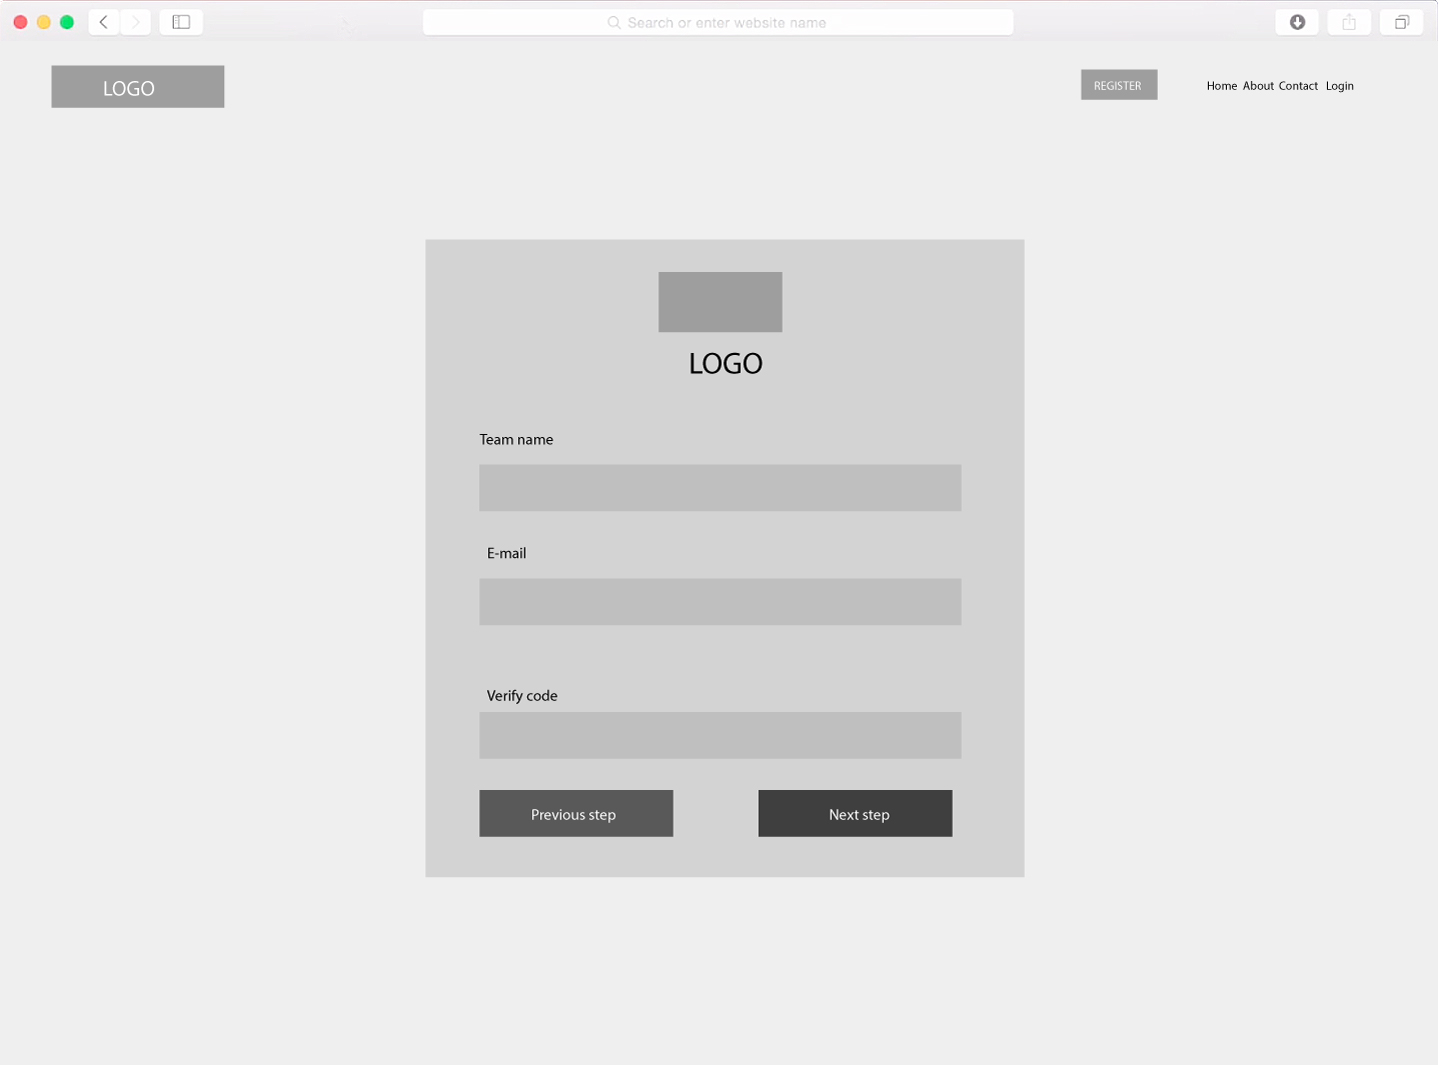 Search or enter website name
LOGO
REGISTER
Home About Contact Login
LOGO
Team name
E-mail
Verify code
Previous step
Next step